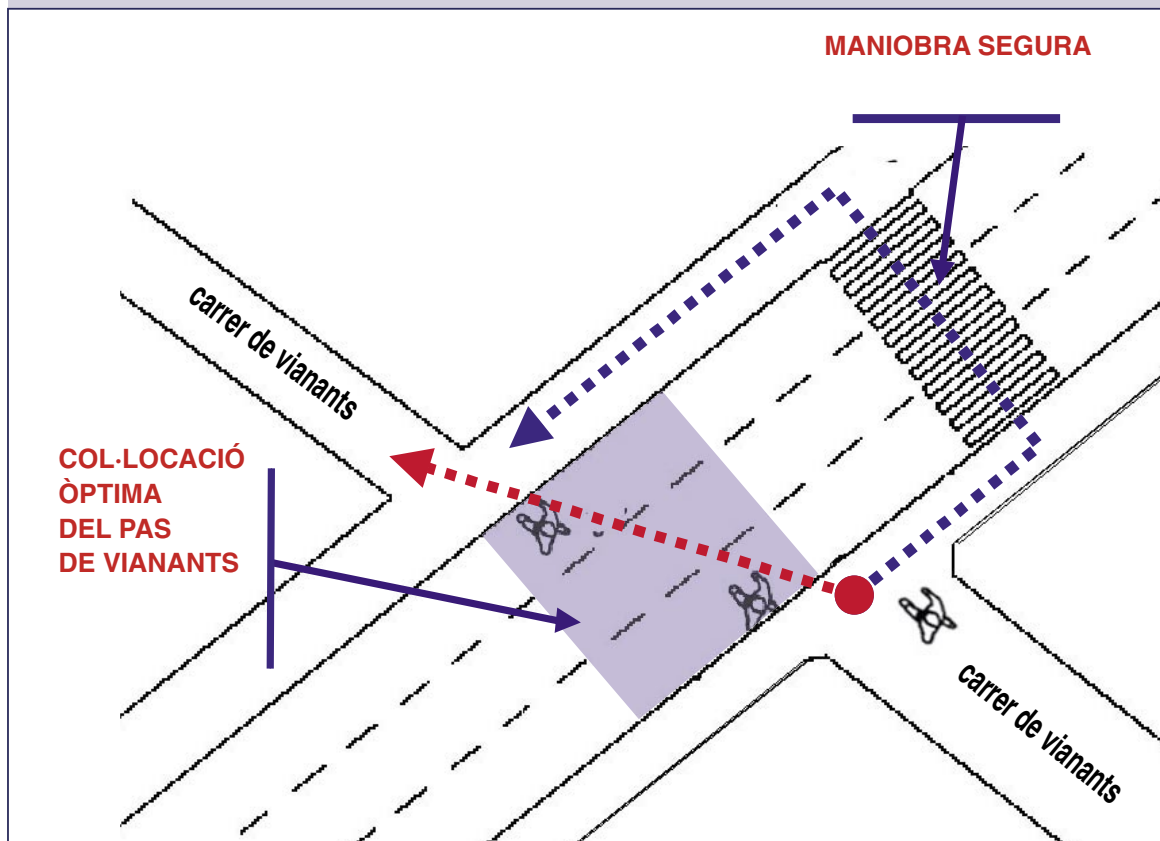 MANIOBRA SEGURA
carrer de vianants
COL·LOCACIÓ
ÒPTIMA
DEL PAS
DE VIANANTS
carrer de vianants